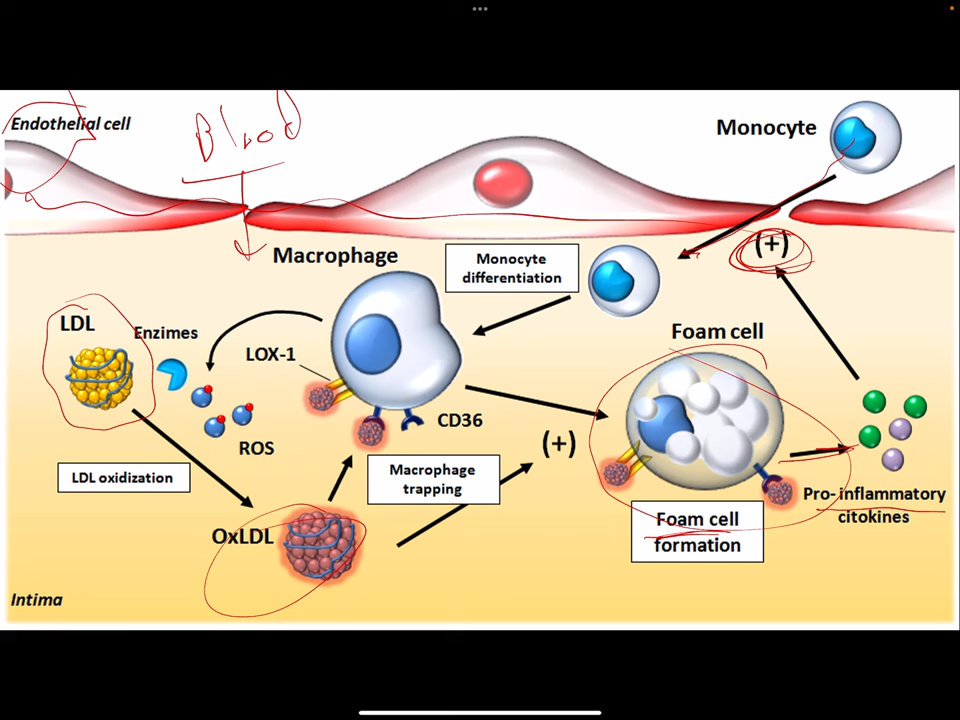 Endothelial cell
Blood
Monocyte
(+)
Macrophage
Monocyte
differentiation
LDL
Enzimes
LOX-1
Foam cell
CD36
ROS
(+)
LDL oxidization
Macrophage
trapping
OxLDL
Foam cell
formation
Pro- inflammatory
citokines
Intima